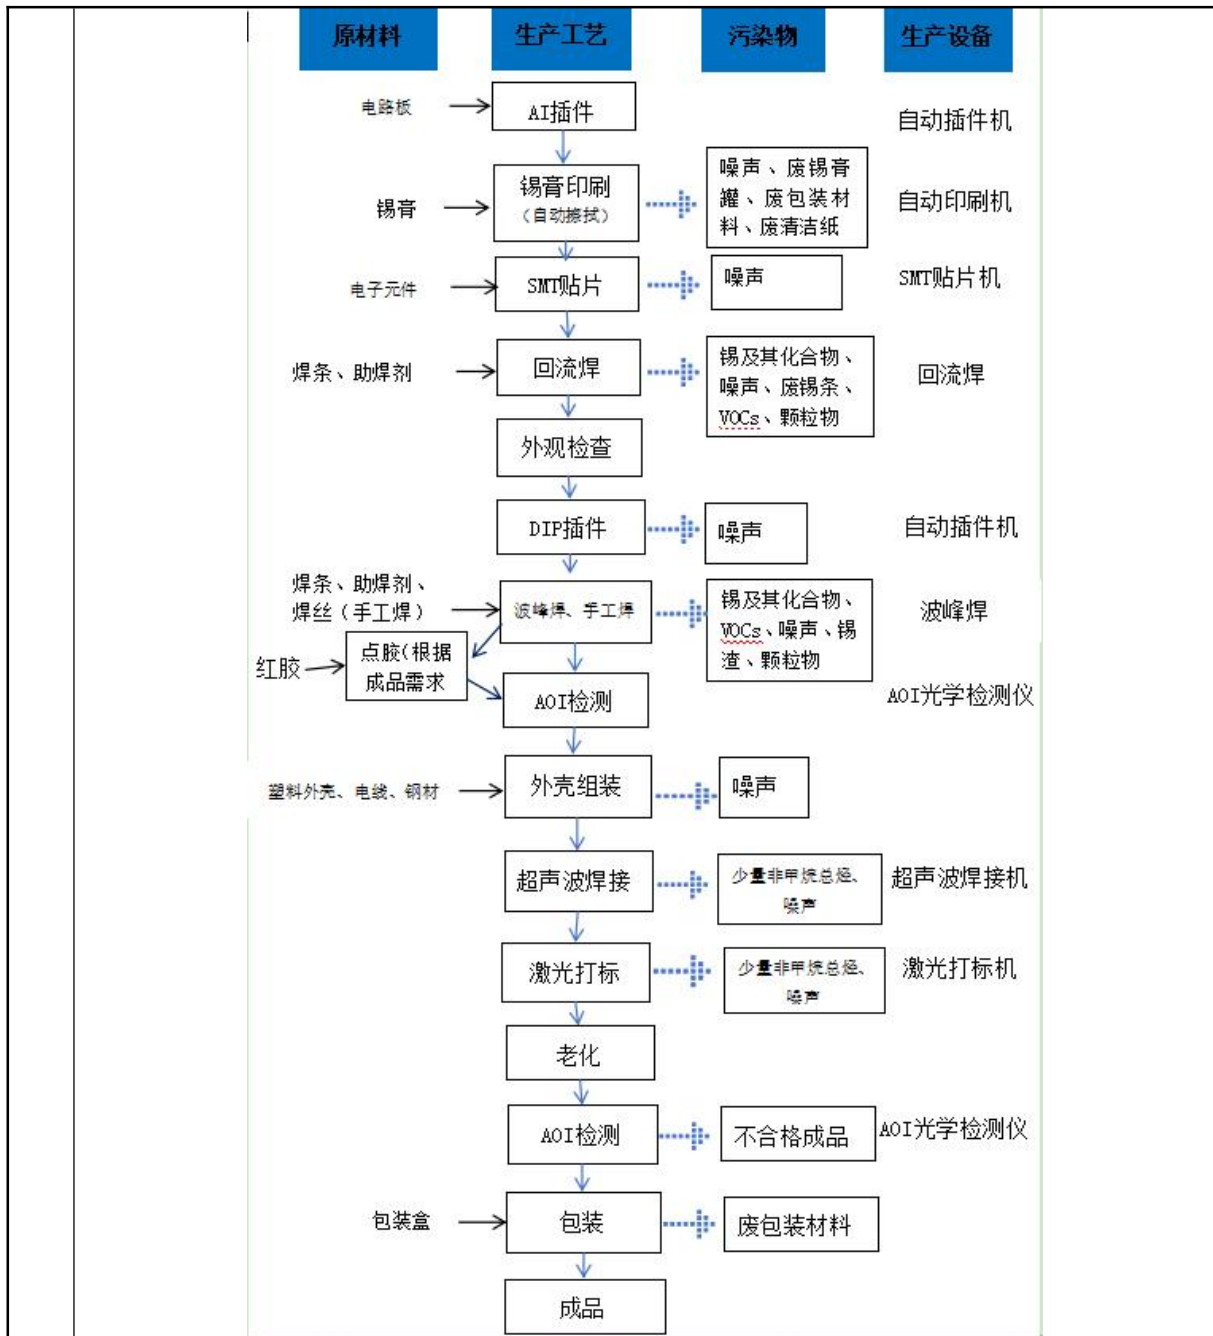 原材料 生产工艺 污染物 生产设备
电路板 AI插件 自动插件机
锡膏 锡膏印刷
（自动擦拭）
噪声、废锡膏
罐、废包装材
料、废清洁纸
自动印刷机
电子元件 SMT贴片 噪声 SMT贴片机
焊条、助焊剂 回流焊
锡及其化合物、
噪声、废锡条、
VOCs、颗粒物
回流焊
外观检查
DIP插件 噪声 自动插件机
焊条、助焊剂、
焊丝（手工焊）
波峰焊、手工焊
锡及其化合物、
VOCs、噪声、锡
渣、颗粒物
波峰焊
红胶
点胶(根据
成品需求
AOI检测 AOI光学检测仪
塑料外壳、电线、钢材 外壳组装 噪声
超声波焊接
少量非甲烷总烃、
噪声
超声波焊接机
激光打标
少量非甲烷总烃、
噪声
激光打标机
老化
AOI检测 不合格成品 AOI光学检测仪
包装盒 包装 废包装材料
成品